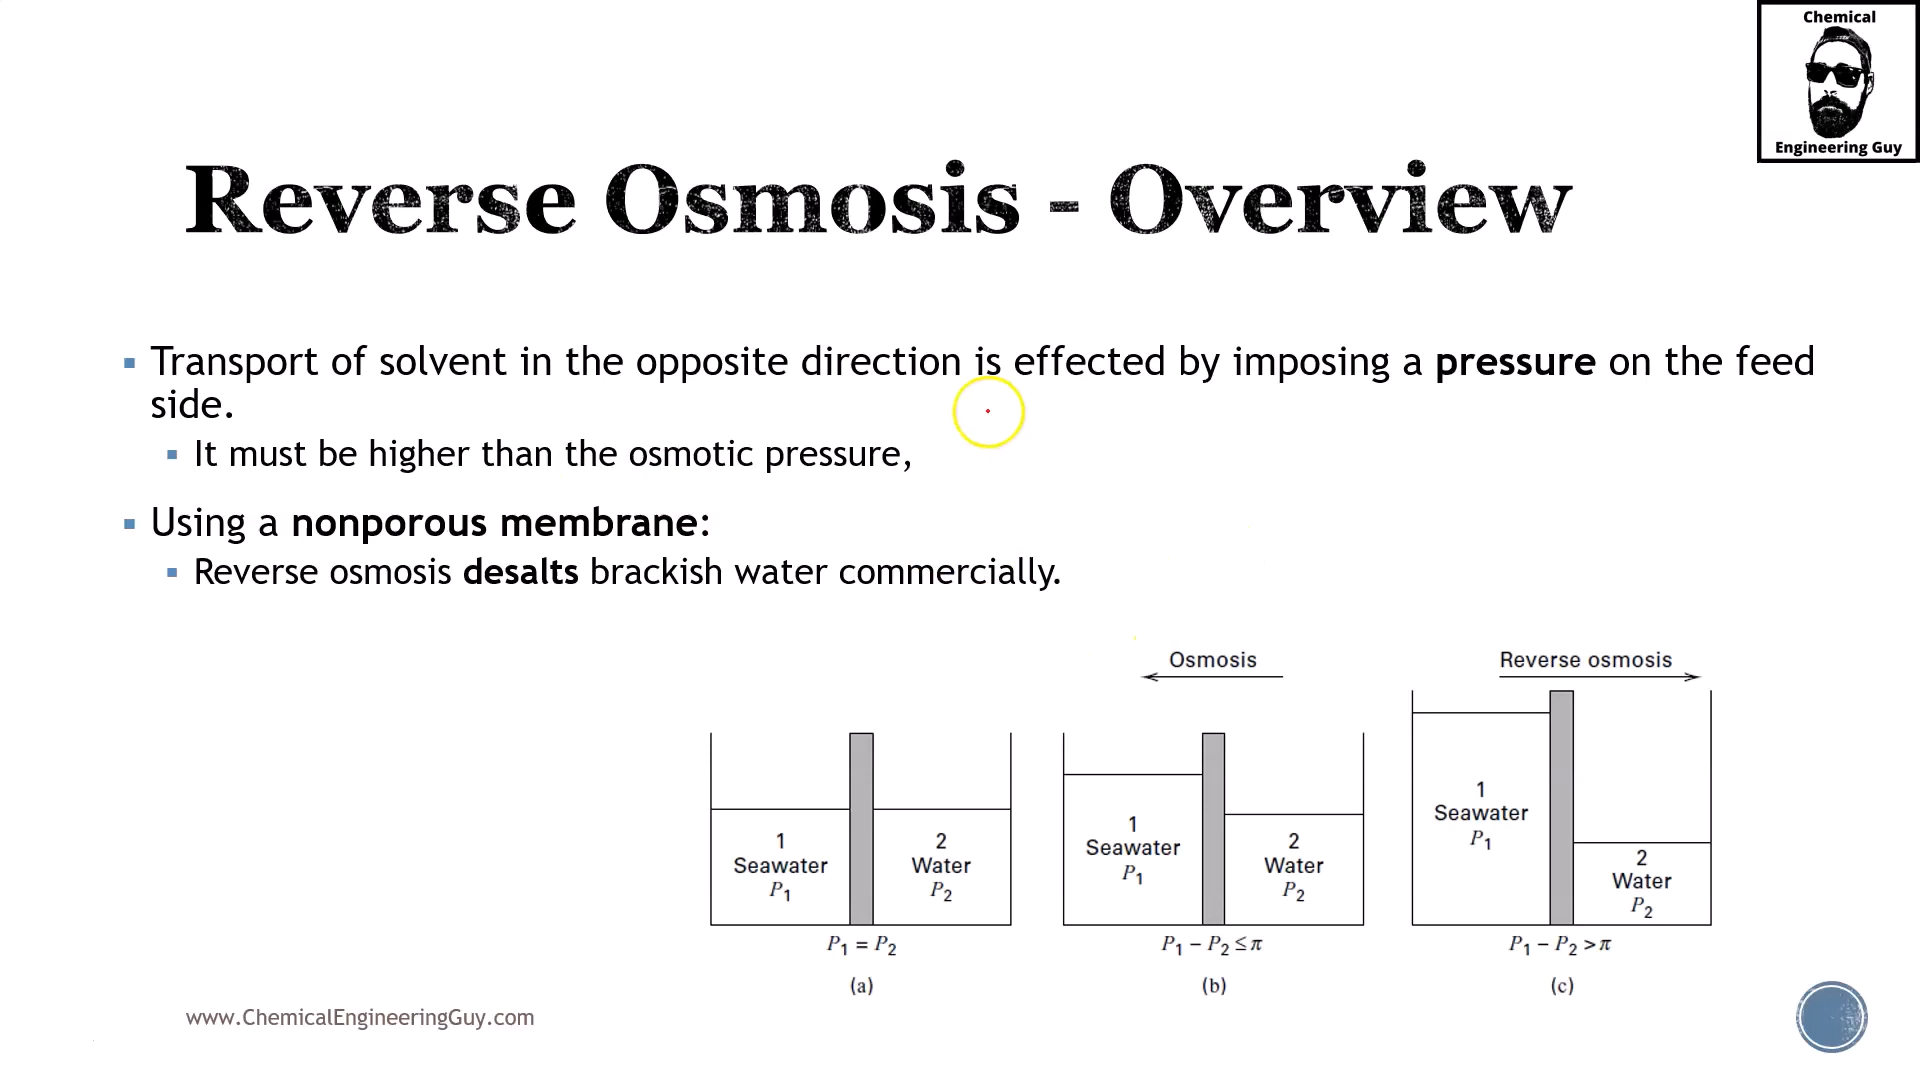 Chemical
Engineering Guy
Reverse Osmosis - Overview
Transport of solvent in the opposite direction is effected by imposing a pressure on the feed
side.
It must be higher than the osmotic pressure,
Using a nonporous membrane:
Reverse osmosis desalts brackish water commercially.
Osmosis
Reverse osmosis
1
Seawater
P1
2
Water
P2
P1 = P2
(a)
1
Seawater
P1
2
Water
P2
P1 − P2 ≤ π
(b)
1
Seawater
P1
2
Water
P2
P1 − P2 > π
(c)
www.ChemicalEngineeringGuy.com